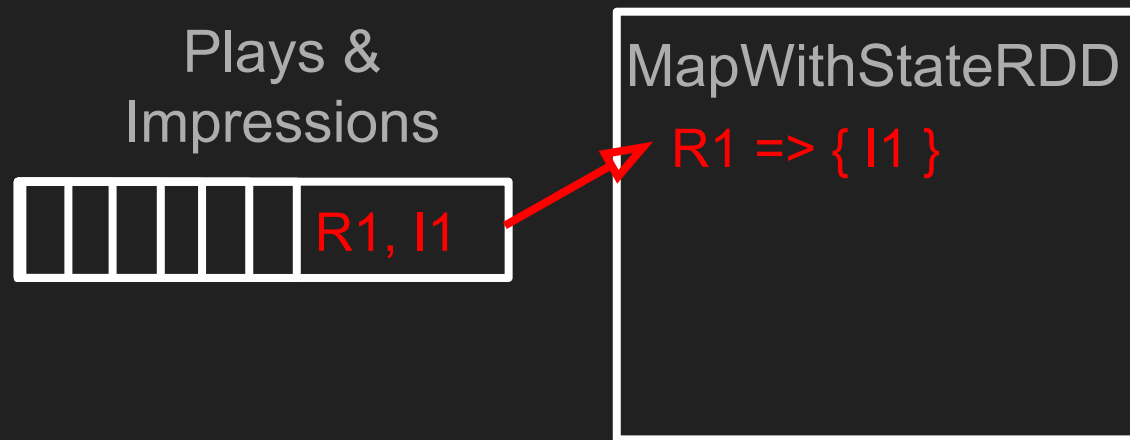 Plays &
Impressions
R1, I1
MapWithStateRDD
R1 => { I1 }